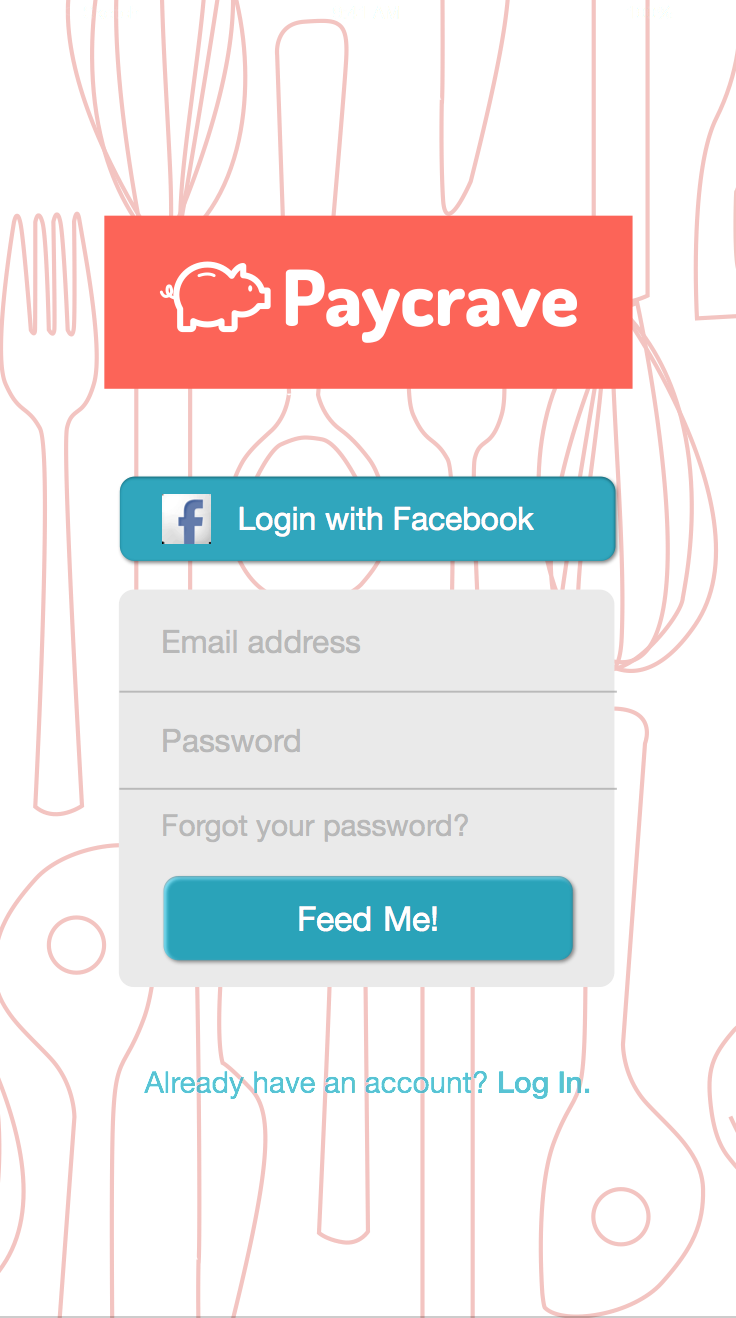 Paycrave
Login with Facebook
Email address
Password
Forgot your password?
Feed Me!
Already have an account? Log In.